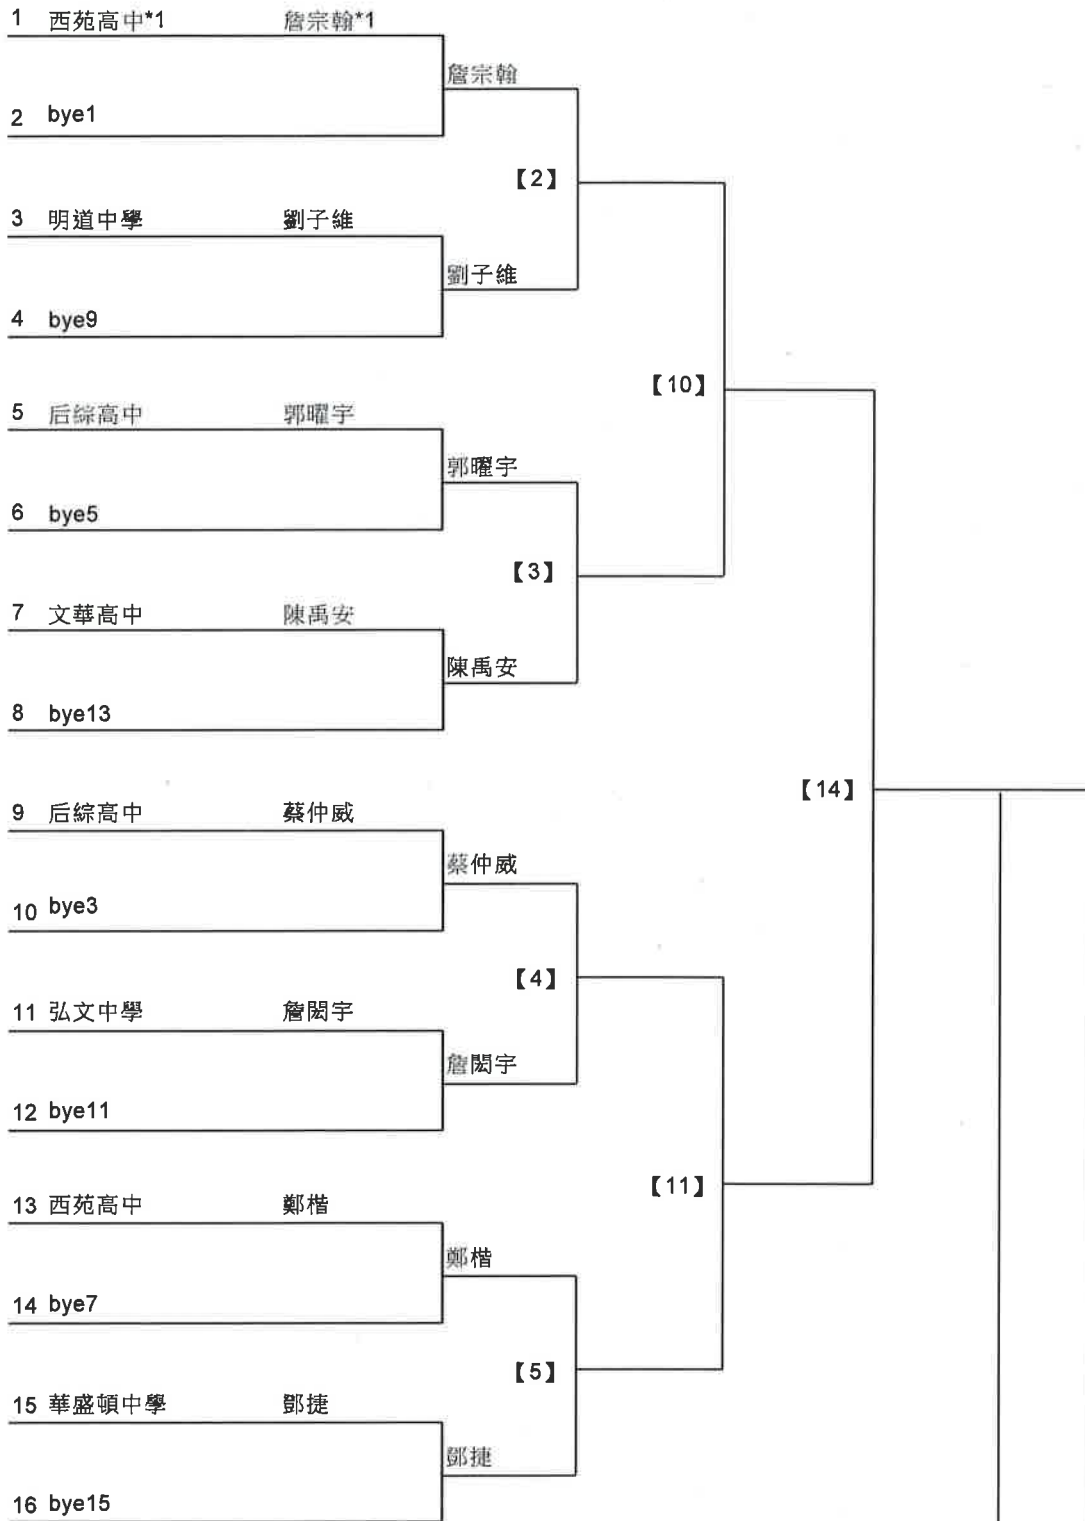 1 西苑高中*1 詹宗翰*1
詹宗翰
2 bye1
【2】
3 明道中學 劉子維
劉子維
4 bye9
【10】
5 后綜高中 郭曜宇
郭曜宇
6 bye5
【3】
7 文華高中 陳禹安
陳禹安
8 bye13
【14】
9 后綜高中 蔡仲威
蔡仲威
10 bye3
【4】
11 弘文中學 詹閎宇
詹閎宇
12 bye11
【11】
13 西苑高中 鄭楷
鄭楷
14 bye7
【5】
15 華盛頓中學 鄧捷
鄧捷
16 bye15